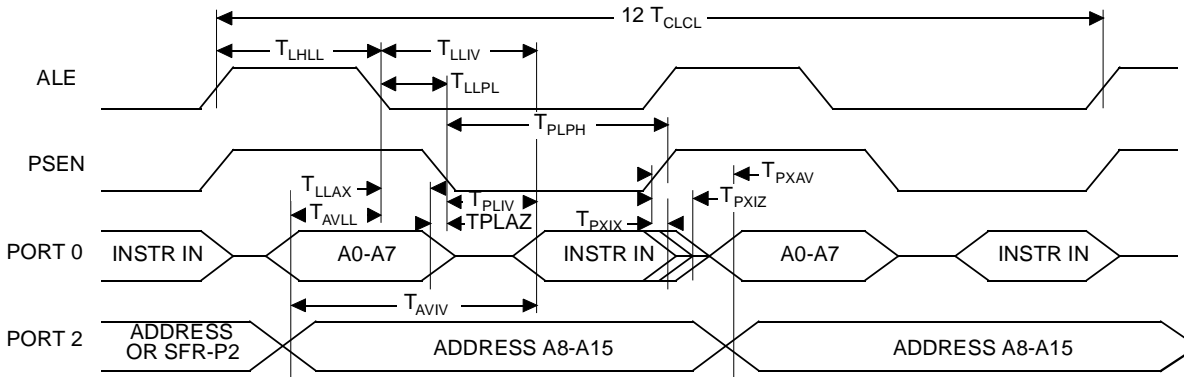 12 TCLCL
TLHLL
TLLIV
ALE
TLLPL
TPLPH
PSEN
TPXAV
TLLAX
TPLIV
TPXIZ
TAVLL
TPLAZ
TPXIX
PORT 0
INSTR IN
A0-A7
INSTR IN
A0-A7
INSTR IN
TAVIV
PORT 2
ADDRESS
OR SFR-P2
ADDRESS A8-A15
ADDRESS A8-A15